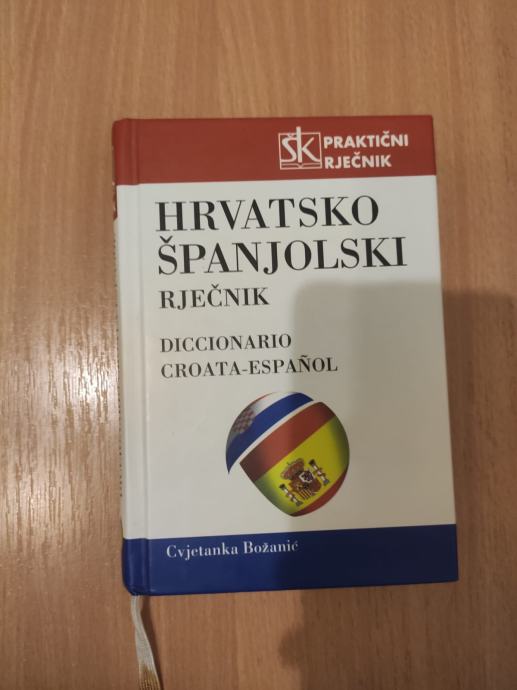 ŠK
PRAKTIČNI
RJEČNIK
HRVATSKO
ŠPANJOLSKI
RJEČNIK
DICCIONARIO
CROATA-ESPAÑOL
Cvjetanka Božanić